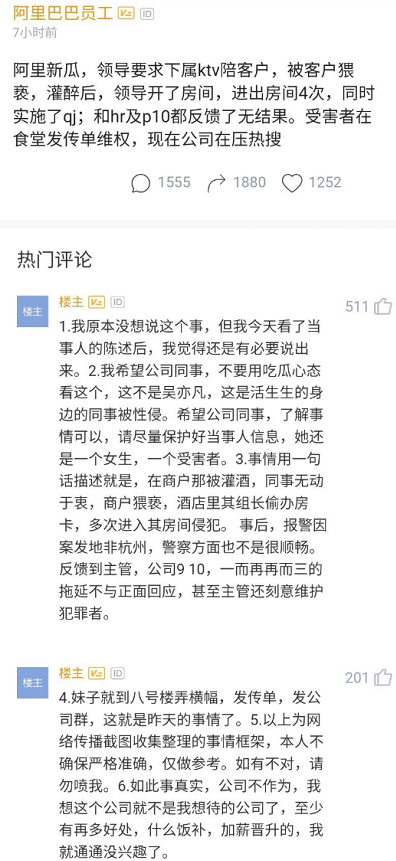 阿里巴巴员工 V2 ID
7小时前
阿里新瓜，领导要求下属ktv陪客户，被客户猥
亵，灌醉后，领导开了房间，进出房间4次，同时
实施了qj；和hr及p10都反馈了无结果。受害者在
食堂发传单维权，现在公司在压热搜
1555 1880 1252
热门评论
楼主
楼主 V2 ID
511
1.我原本没想说这个事，但我今天看了当
事人的陈述后，我觉得还是有必要说出
来。2.我希望公司同事，不要用吃瓜心态
看这个，这不是吴亦凡，这是活生生的身
边的同事被性侵。希望公司同事，了解事
情可以，请尽量保护好当事人信息，她还
是一个女生，一个受害者。3.事情用一句
话描述就是，在商户那被灌酒，同事无动
于衷，商户猥亵，酒店里其组长偷办房
卡，多次进入其房间侵犯。 事后，报警因
案发地非杭州，警察方面也不是很顺畅。
反馈到主管，公司9 10，一而再再而三的
拖延不与正面回应，甚至主管还刻意维护
犯罪者。
楼主
楼主 V2 ID
201
4.妹子就到八号楼弄横幅，发传单，发公
司群，这就是昨天的事情了。5.以上为网
络传播截图收集整理的事情框架，本人不
确保严格准确，仅做参考。如有不对，请
勿喷我。6.如此事真实，公司不作为，我
想这个公司就不是我想待的公司了，至少
有再多好处，什么饭补，加薪晋升的，我
就通通没兴趣了。